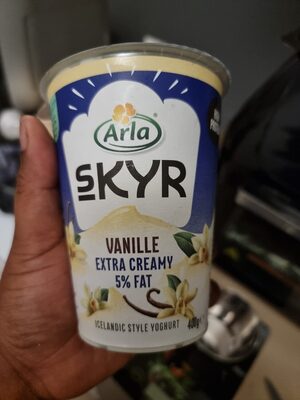 Arla
SKYR
VANILLE
EXTRA CREAMY
5% FAT
ICELANDIC STYLE YOGHURT
400g